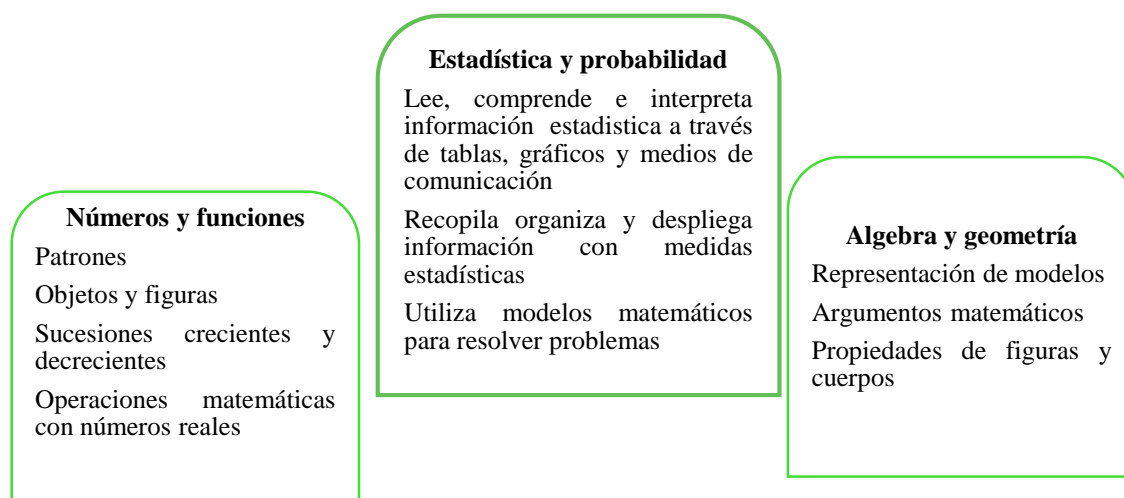 Números y funciones
Patrones
Objetos y figuras
Sucesiones crecientes y
decrecientes
Operaciones matemáticas
con números reales
Estadística y probabilidad
Lee, comprende e interpreta
información estadistica a través
de tablas, gráficos y medios de
comunicación
Recopila organiza y despliega
información con medidas
estadísticas
Utiliza modelos matemáticos
para resolver problemas
Algebra y geometría
Representación de modelos
Argumentos matemáticos
Propiedades de figuras y
cuerpos